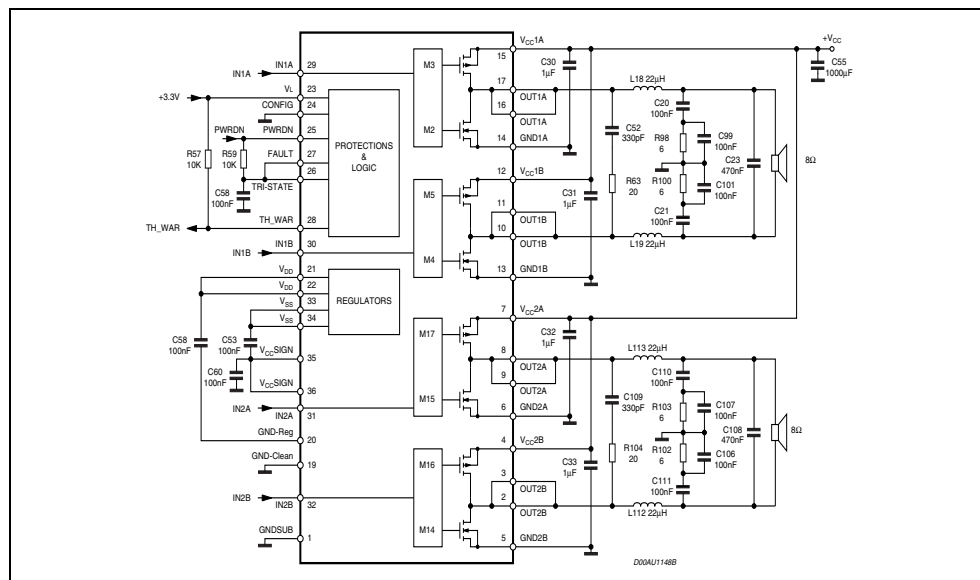 VCC1A
+VCC
15
C30
1µF
C55
1000µF
IN1A
29
IN1A
M3
17
OUT1A
L18 22µH
+3.3V
VL
23
CONFIG
24
16
OUT1A
C20
100nF
M2
14
GND1A
C52
330pF
R98
6
C99
100nF
PWRDN
PWRDN
25
R57
10K
R59
10K
FAULT
27
26
PROTECTIONS
&
LOGIC
C23
470nF
8Ω
12
VCC1B
C58
100nF
TRI-STATE
M5
C31
1µF
R63
20
R100
6
C101
100nF
11
OUT1B
C21
100nF
TH_WAR
TH_WAR
28
10
OUT1B
L19 22µH
IN1B
IN1B
30
M4
13
GND1B
VDD
21
VDD
22
VSS
33
VSS
34
REGULATORS
7
VCC2A
C58
100nF
C53
100nF
M17
C32
1µF
VCCSIGN
35
8
OUT2A
L113 22µH
C60
100nF
9
OUT2A
C110
100nF
VCCSIGN
36
M15
C109
330pF
R103
6
C107
100nF
IN2A
IN2A
31
6
GND2A
C108
470nF
8Ω
GND-Reg
20
4
VCC2B
R104
20
R102
6
C106
100nF
GND-Clean
19
M16
C33
1µF
3
OUT2B
C111
100nF
IN2B
IN2B
32
2
OUT2B
L112 22µH
GNDSUB
1
M14
5
GND2B
D00AU1148B